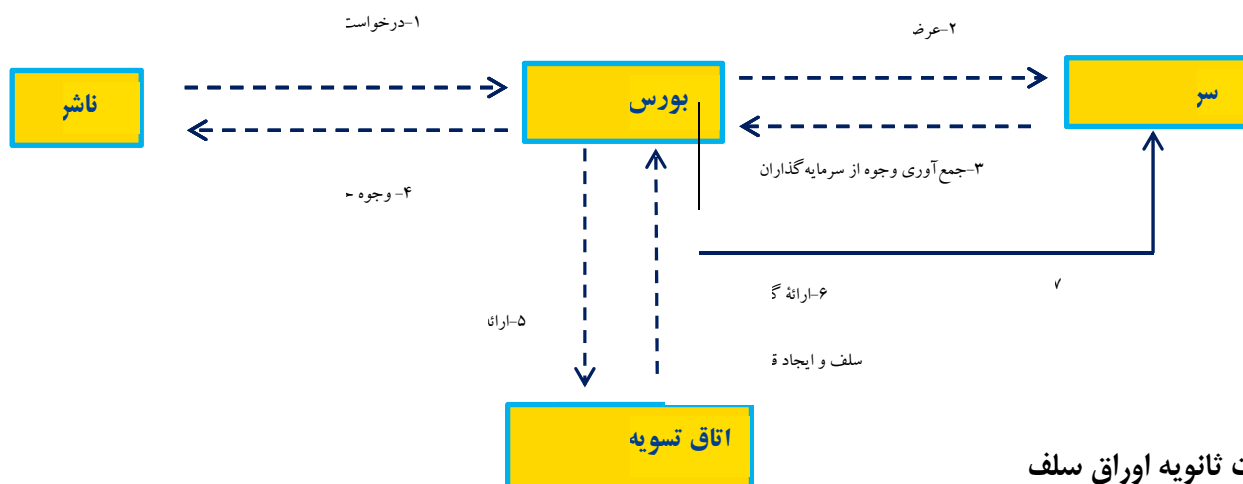 ۱-درخواست
۲-عرض
ناشر
بورس
سر
۳-جمع‌آوری وجوه از سرمایه‌گذاران
۴- وجوه ح
۶-ارائهٔ گ
۷
۵-ارائ
سلف و ایجاد ق
اتاق تسویه
ت ثانویه اوراق سلف